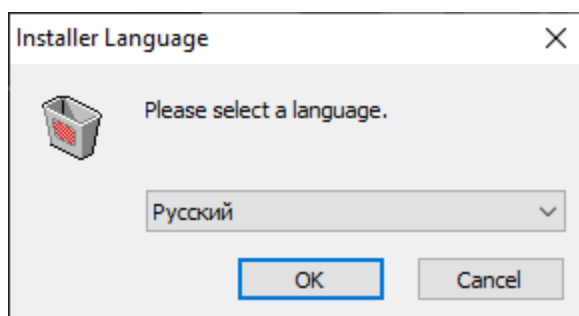 Installer Language
Please select a language.
Русский
OK Cancel